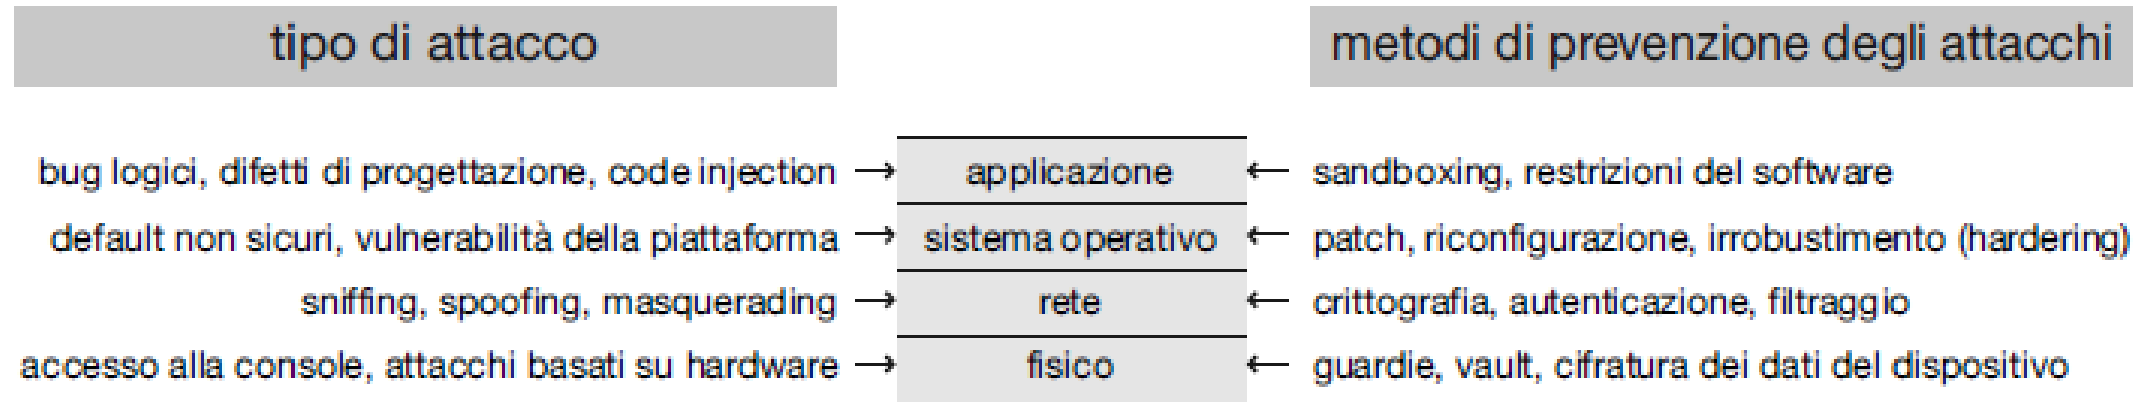 tipo di attacco
metodi di prevenzione degli attacchi
bug logici, difetti di progettazione, code injection
applicazione
sandboxing, restrizioni del software
default non sicuri, vulnerabilità della piattaforma
sistema operativo
patch, riconfigurazione, irrobustimento (hardering)
sniffing, spoofing, masquerading
rete
crittografia, autenticazione, filtraggio
accesso alla console, attacchi basati su hardware
fisico
guardie, vault, cifratura dei dati del dispositivo